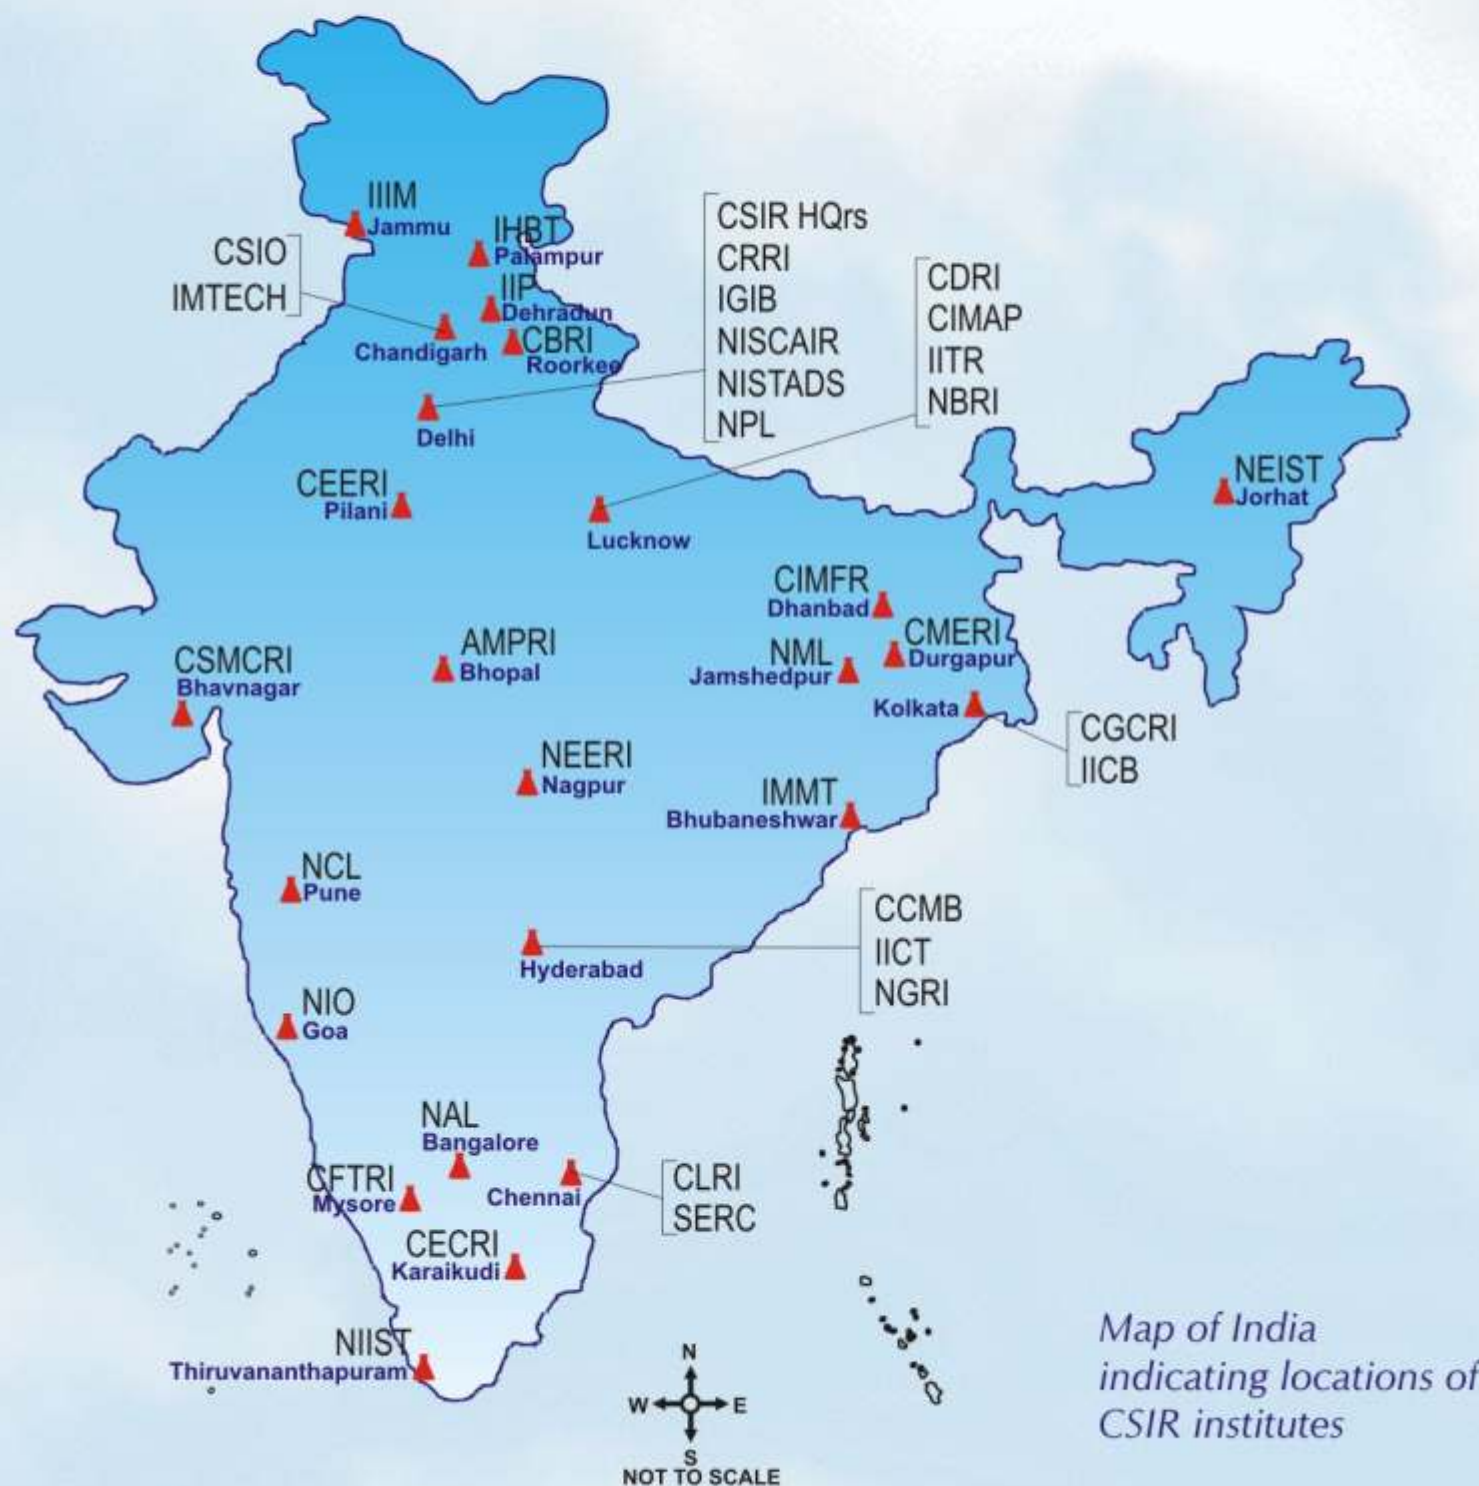 IIIM
Jammu
IHBT
Palampur
CSIO
IMTECH
Chandigarh
IIP
Dehradun
CBRI
Roorkee
CSIR HQrs
CRRI
IGIB
NISCAIR
NISTADS
NPL
Delhi
CDRI
CIMAP
IITR
NBRI
Lucknow
CEERI
Pilani
NEIST
Jorhat
CIMFR
Dhanbad
CMERI
Durgapur
NML
Jamshedpur
AMPRI
Bhopal
CSMCRI
Bhavnagar
Kolkata
CGCRI
IICB
NEERI
Nagpur
IMMT
Bhubaneshwar
NCL
Pune
CCMB
IICT
NGRI
Hyderabad
NIO
Goa
NAL
Bangalore
CFTRI
Mysore
Chennai
CLRI
SERC
CECRI
Karaikudi
NIIST
Thiruvananthapuram
N
W E
S
NOT TO SCALE
Map of India
indicating locations of
CSIR institutes